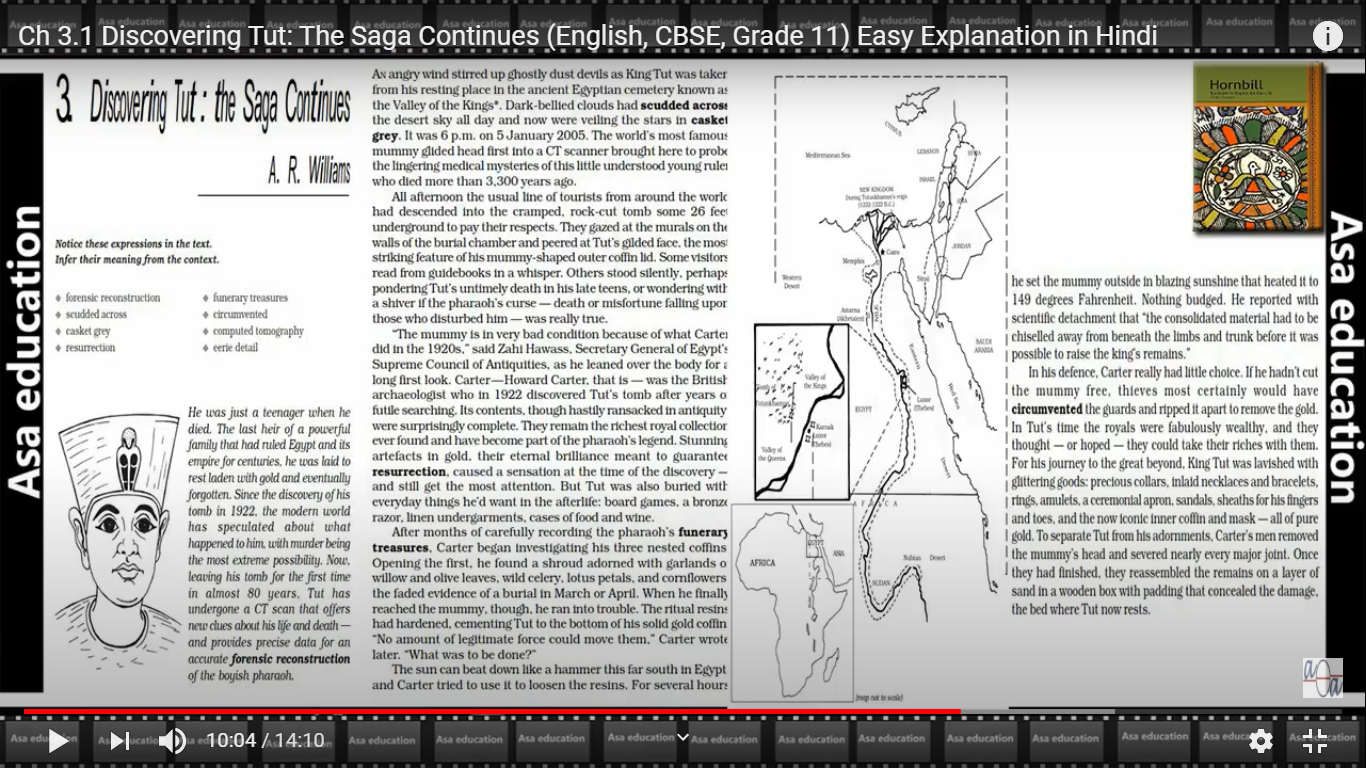 Ch 3.1 Discovering Tut: The Saga Continues (English, CBSE, Grade 11) Easy Explanation in Hindi
Asa education
3. Discovering Tut : the Saga Continues
A. R. Williams
Notice these expressions in the text.
Infer their meaning from the context.
forensic reconstruction
scudded across
casket grey
resurrection
funerary treasures
circumvented
computed tomography
eerie detail
He was just a teenager when he
died. The last heir of a powerful
family that had ruled Egypt and its
empire for centuries, he was laid to
rest laden with gold and eventually
forgotten. Since the discovery of his
tomb in 1922, the modern world
has speculated about what
happened to him, with murder being
the most extreme possibility. Now,
leaving his tomb for the first time
in almost 80 years, Tut has
undergone a CT scan that offers
new clues about his life and death —
and provides precise data for an
accurate forensic reconstruction
of the boyish pharaoh.
An angry wind stirred up ghostly dust devils as King Tut was taken
from his resting place in the ancient Egyptian cemetery known as
the Valley of the Kings*. Dark-bellied clouds had scudded across
the desert sky all day and now were veiling the stars in casket
grey. It was 6 p.m. on 5 January 2005. The world's most famous
mummy glided head first into a CT scanner brought here to probe
the lingering medical mysteries of this little understood young ruler
who died more than 3,300 years ago.
All afternoon the usual line of tourists from around the world
had descended into the cramped, rock-cut tomb some 26 feet
underground to pay their respects. They gazed at the murals on the
walls of the burial chamber and peered at Tut's gilded face, the most
striking feature of his mummy-shaped outer coffin lid. Some visitors
read from guidebooks in a whisper. Others stood silently, perhaps
pondering Tut's untimely death in his late teens, or wondering with
a shiver if the pharaoh's curse — death or misfortune falling upon
those who disturbed him — was really true.
"The mummy is in very bad condition because of what Carter
did in the 1920s," said Zahi Hawass, Secretary General of Egypt's
Supreme Council of Antiquities, as he leaned over the body for a
long first look. Carter—Howard Carter, that is — was the British
archaeologist who in 1922 discovered Tut's tomb after years o
futile searching. Its contents, though hastily ransacked in antiquity
were surprisingly complete. They remain the richest royal collection
ever found and have become part of the pharaoh's legend. Stunning
artefacts in gold, their eternal brilliance meant to guarantee
resurrection, caused a sensation at the time of the discovery —
and still get the most attention. But Tut was also buried with
everyday things he'd want in the afterlife: board games, a bronze
razor, linen undergarments, cases of food and wine.
After months of carefully recording the pharaoh's funerary
treasures, Carter began investigating his three nested coffins
Opening the first, he found a shroud adorned with garlands o
willow and olive leaves, wild celery, lotus petals, and cornflowers
the faded evidence of a burial in March or April. When he finally
reached the mummy, though, he ran into trouble. The ritual resins
had hardened, cementing Tut to the bottom of his solid gold coffin
"No amount of legitimate force could move them," Carter wrote
later. "What was to be done?"
The sun can beat down like a hammer this far south in Egypt
and Carter tried to use it to loosen the resins. For several hours
CYPRUS
Mediterranean Sea
LEBANON
SYRIA
ISRAEL
NEW KINGDOM
During Tutankhamen's reign
(1332-1322 B.C.)
ASIA
JORDAN
Cairo
Memphis
Sinai
Western
Desert
Amarna
(Akhetaten)
NILE
SAUDI
ARABIA
Eastern
Desert
Red Sea
Luxor
(Thebes)
EGYPT
Valley of
the Kings
Tomb of
Tutankhamun
Karnak
Luxor
(Thebes)
Valley of
the Queens
AFRICA
Nubian Desert
SUDAN
AFRICA
EGYPT
ASIA
(map not to scale)
Hornbill
he set the mummy outside in blazing sunshine that heated it to
149 degrees Fahrenheit. Nothing budged. He reported with
scientific detachment that "the consolidated material had to be
chiselled away from beneath the limbs and trunk before it was
possible to raise the king's remains."
In his defence, Carter really had little choice. If he hadn't cut
the mummy free, thieves most certainly would have
circumvented the guards and ripped it apart to remove the gold.
In Tut's time the royals were fabulously wealthy, and they
thought — or hoped — they could take their riches with them.
For his journey to the great beyond, King Tut was lavished with
glittering goods: precious collars, inlaid necklaces and bracelets,
rings, amulets, a ceremonial apron, sandals, sheaths for his fingers
and toes, and the now iconic inner coffin and mask — all of pure
gold. To separate Tut from his adornments, Carter's men removed
the mummy's head and severed nearly every major joint. Once
they had finished, they reassembled the remains on a layer of
sand in a wooden box with padding that concealed the damage,
the bed where Tut now rests.
Asa education
10:04 / 14:10